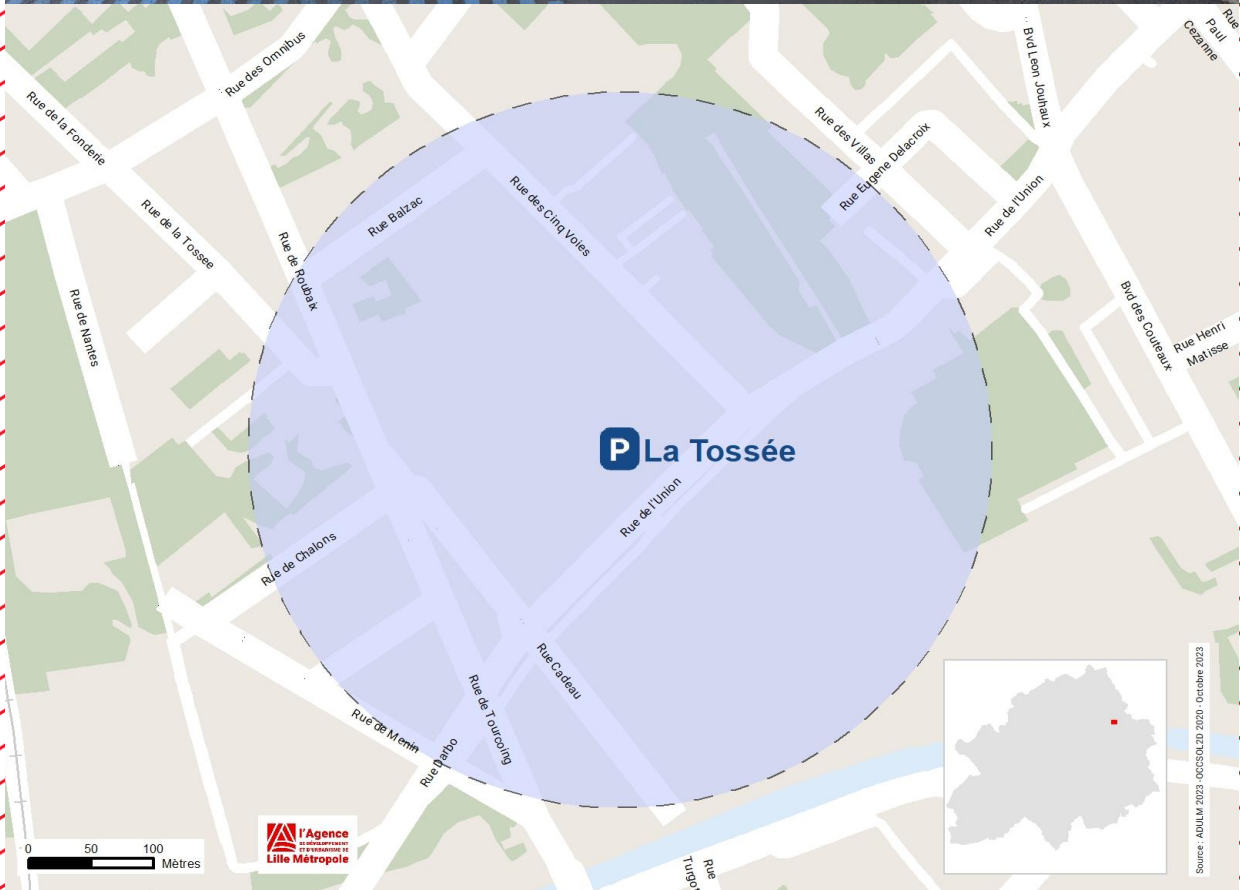 Rue
Paul
Cezanne
Bvd Leon Jouhaux
Rue des Omnibus
Rue de la Fonderie
Rue des Villas
Rue Eugene Delacroix
Rue de l'Union
Rue Balzac
Rue des Cinq Voies
Rue de la Tossee
Rue de Roubaix
Rue de Nantes
Bvd des Couteaux
Rue Henri
Matisse
P La Tossée
Rue de l'Union
Rue de Chalons
Rue Cadeau
Rue de Tourcoing
Rue de Menin
Rue Darbo
Rue
l'Agence
DE DÉVELOPPEMENT
ET D'URBANISME DE
Lille Métropole
0 50 100
Mètres
Source : ADULM 2023 - OCCSOL2D 2020 - Octobre 2023